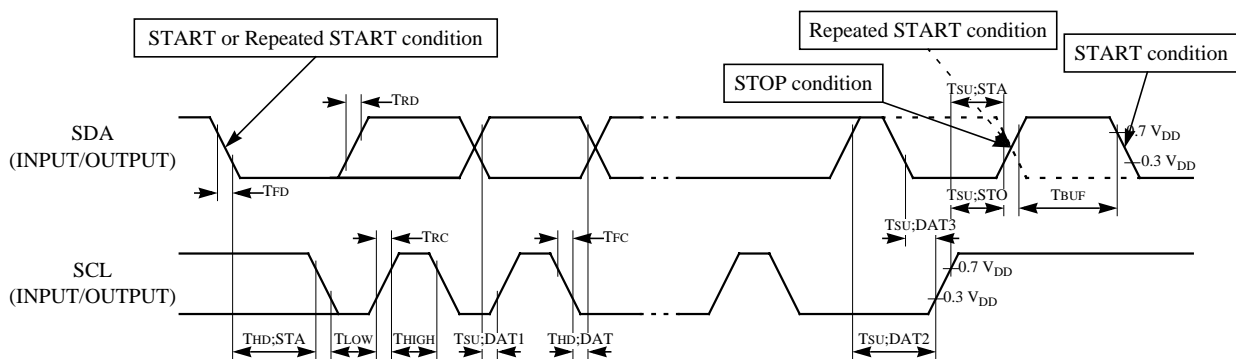 START or Repeated START condition
Repeated START condition
START condition
STOP condition
TSU;STA
TRD
SDA
(INPUT/OUTPUT)
0.7 VDD
0.3 VDD
TFD
TSU;STO
TBUF
TSU;DAT3
TRC
TFC
SCL
(INPUT/OUTPUT)
0.7 VDD
0.3 VDD
THD;STA
TLOW
THIGH
TSU;DAT1
THD;DAT
TSU;DAT2